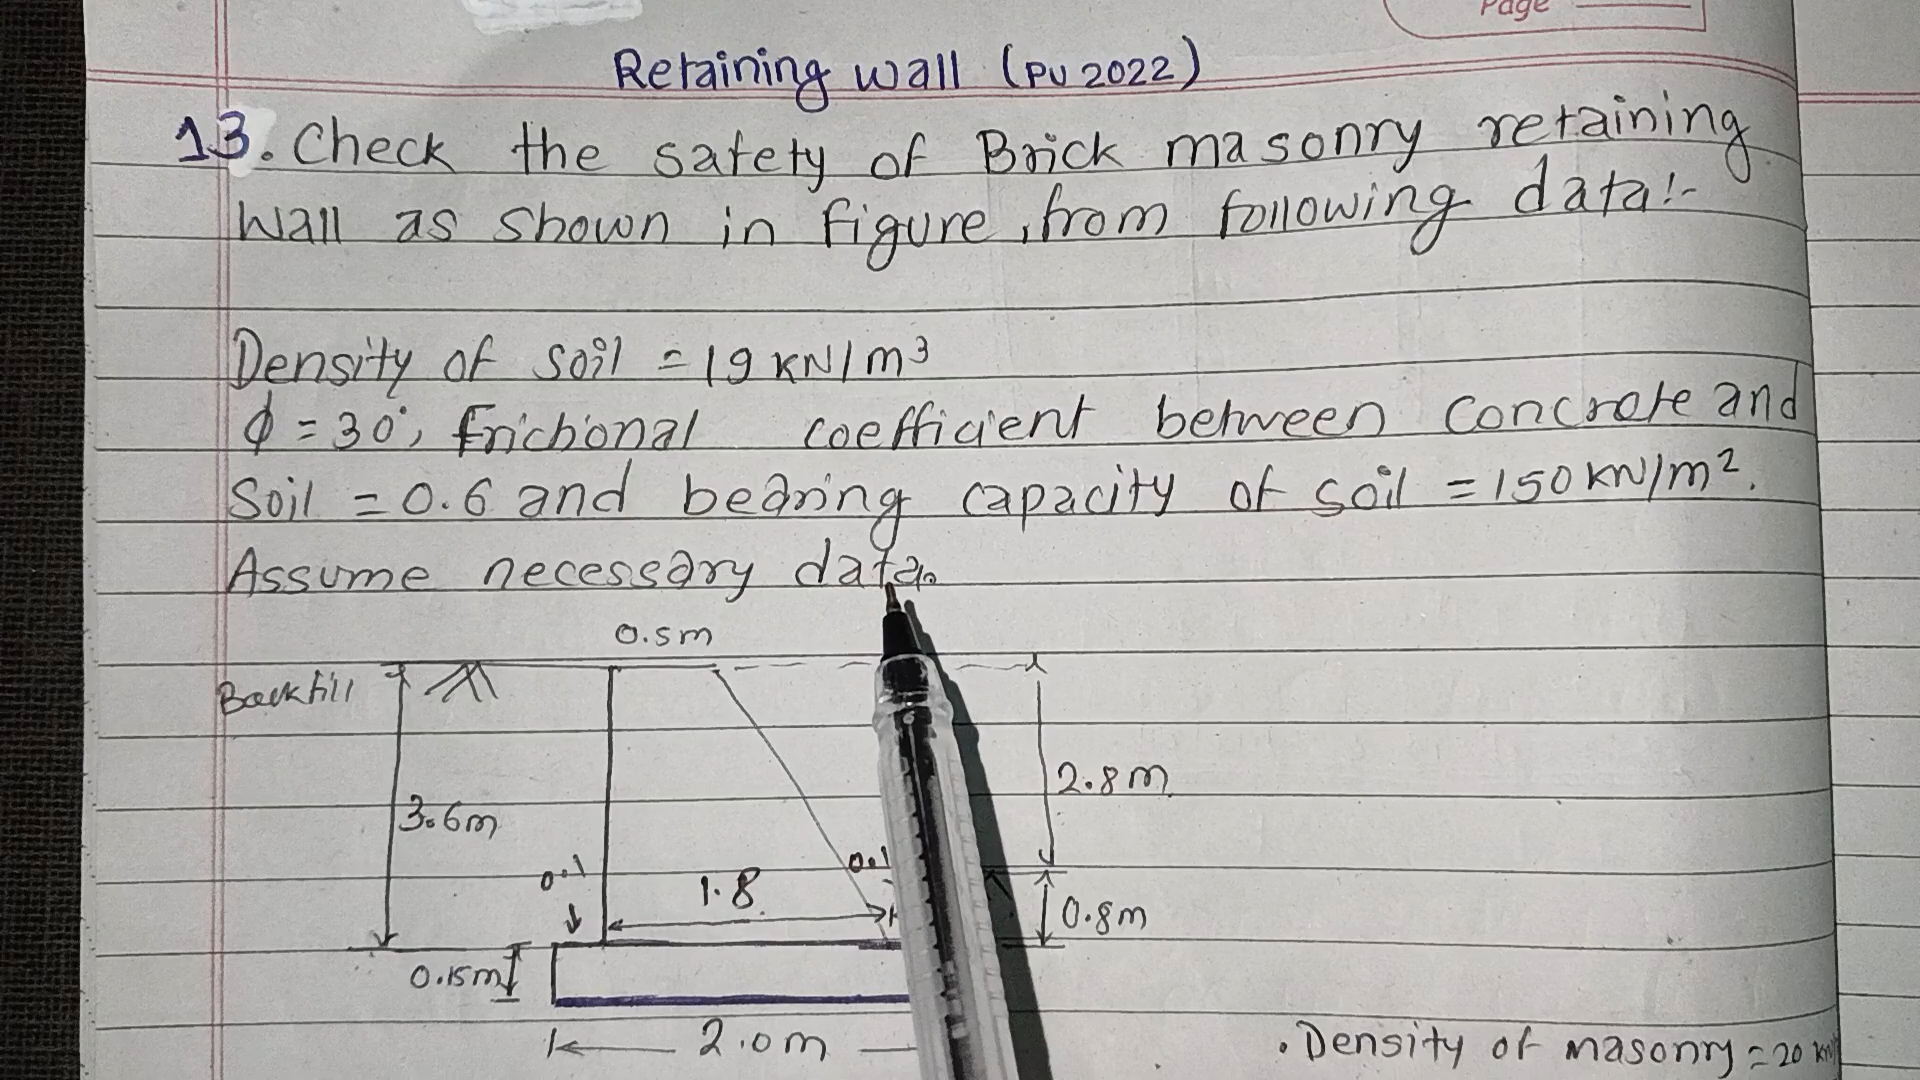 Page
Retaining wall (PU 2022)
13. Check the safety of Brick masonry retaining
wall as shown in figure, from following data:-
Density of soil = 19 KN/m³
ϕ = 30°, frictional coefficient between concrete and
Soil = 0.6 and bearing capacity of soil = 150 kN/m².
Assume necessary data.
0.5m
Backfill
2.8m
3.6m
0.1
0.1
1.8
0.8m
0.15m
2.0m
• Density of masonry = 20